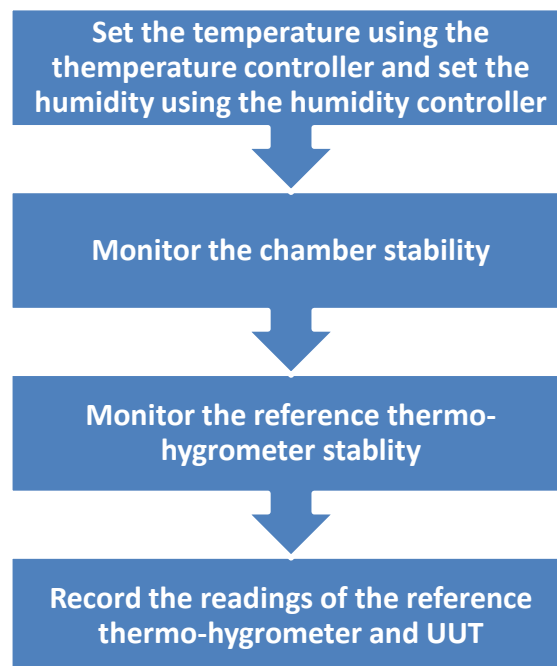 Set the temperature using the
themperature controller and set the
humidity using the humidity controller
Monitor the chamber stability
Monitor the reference thermo-
hygrometer stablity
Record the readings of the reference
thermo-hygrometer and UUT